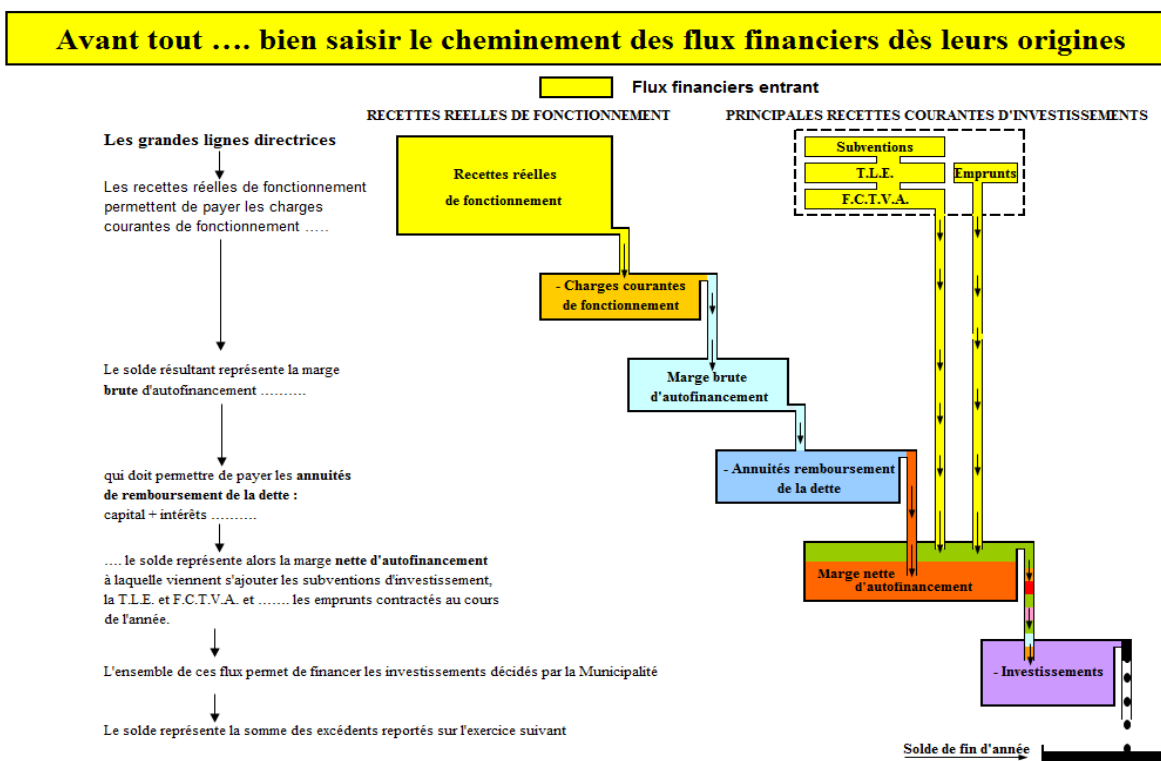 Avant tout .... bien saisir le cheminement des flux financiers dès leurs origines
Flux financiers entrant
RECETTES REELLES DE FONCTIONNEMENT
PRINCIPALES RECETTES COURANTES D'INVESTISSEMENTS
Les grandes lignes directrices
Les recettes réelles de fonctionnement
permettent de payer les charges
courantes de fonctionnement .....
Recettes réelles
de fonctionnement
Subventions
T.L.E.
Emprunts
F.C.T.V.A.
- Charges courantes
de fonctionnement
Le solde résultant représente la marge
brute d'autofinancement ..........
Marge brute
d'autofinancement
qui doit permettre de payer les annuités
de remboursement de la dette :
capital + intérêts ..........
- Annuités remboursement
de la dette
.... le solde représente alors la marge nette d'autofinancement
à laquelle viennent s'ajouter les subventions d'investissement,
la T.L.E. et F.C.T.V.A. et ....... les emprunts contractés au cours
de l'année.
Marge nette
d'autofinancement
L'ensemble de ces flux permet de financer les investissements décidés par la Municipalité
- Investissements
Le solde représente la somme des excédents reportés sur l'exercice suivant
Solde de fin d'année